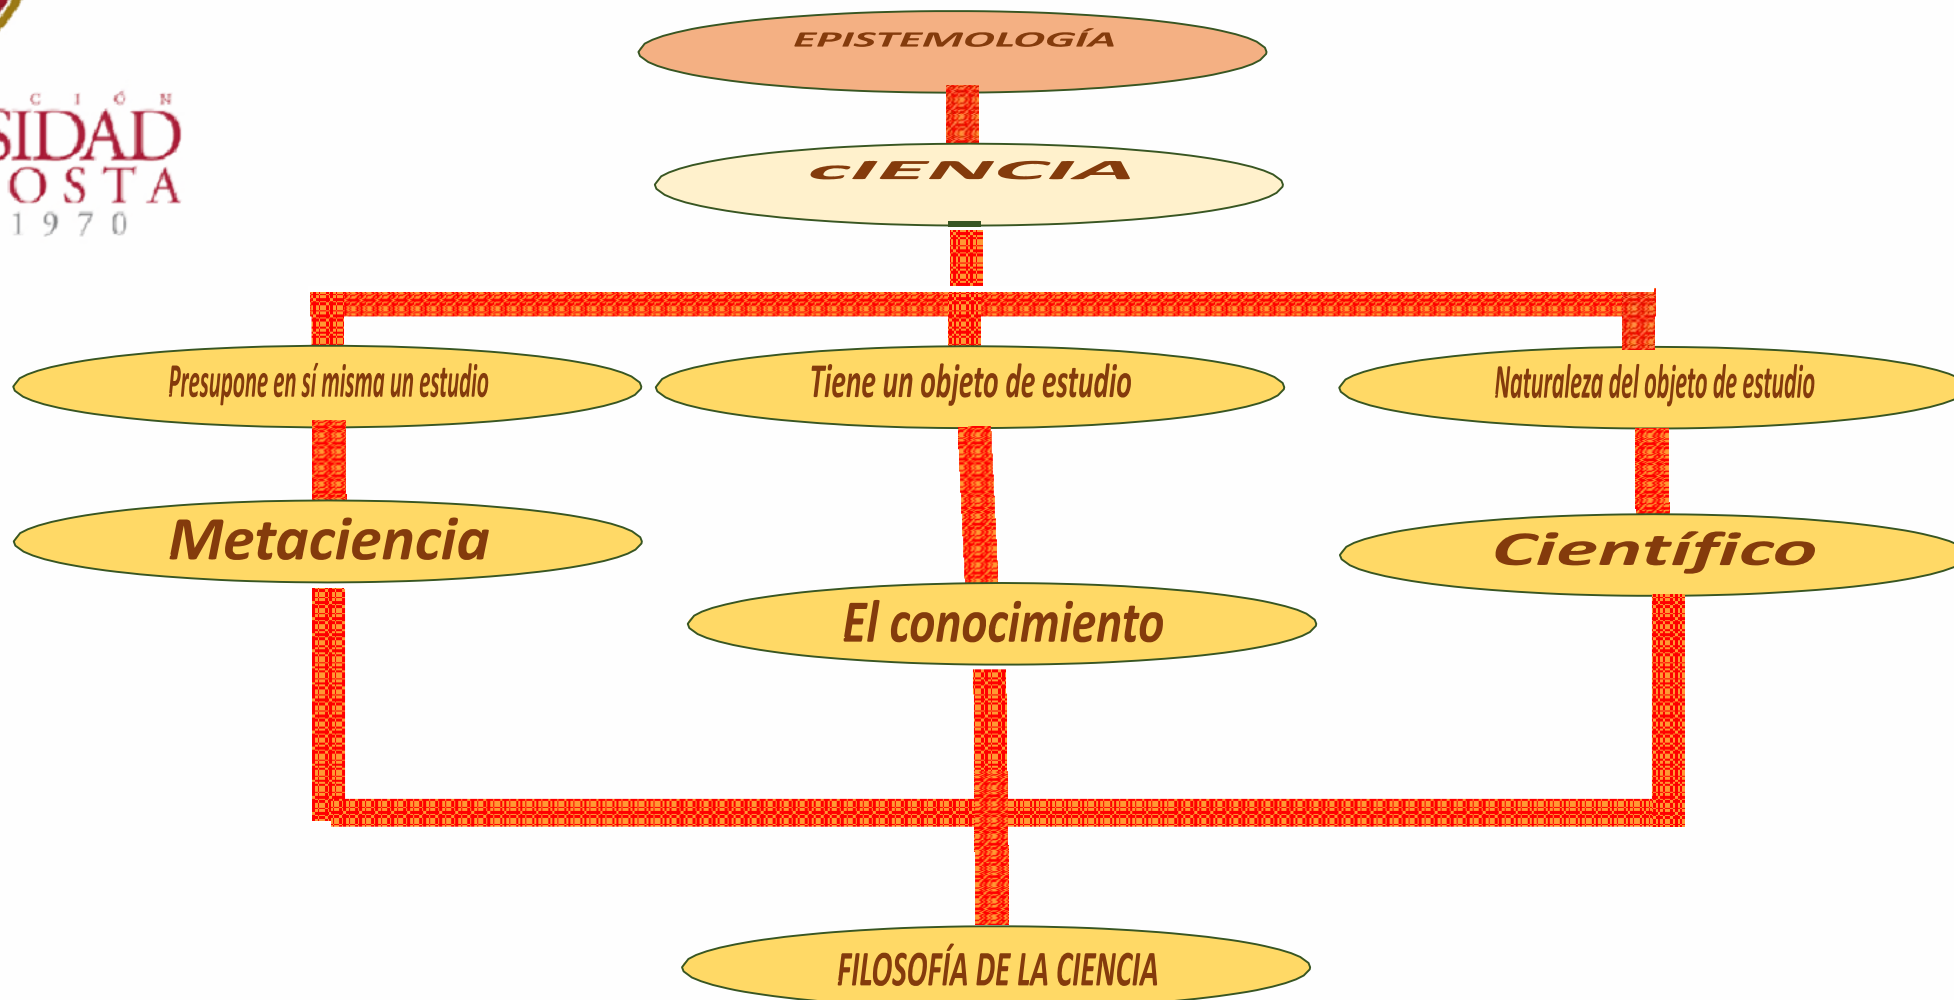 EPISTEMOLOGÍA
C I Ó N
SIDAD
OSTA
1970
cIENCIA
Presupone en sí misma un estudio
Tiene un objeto de estudio
Naturaleza del objeto de estudio
Metaciencia
Científico
El conocimiento
FILOSOFÍA DE LA CIENCIA